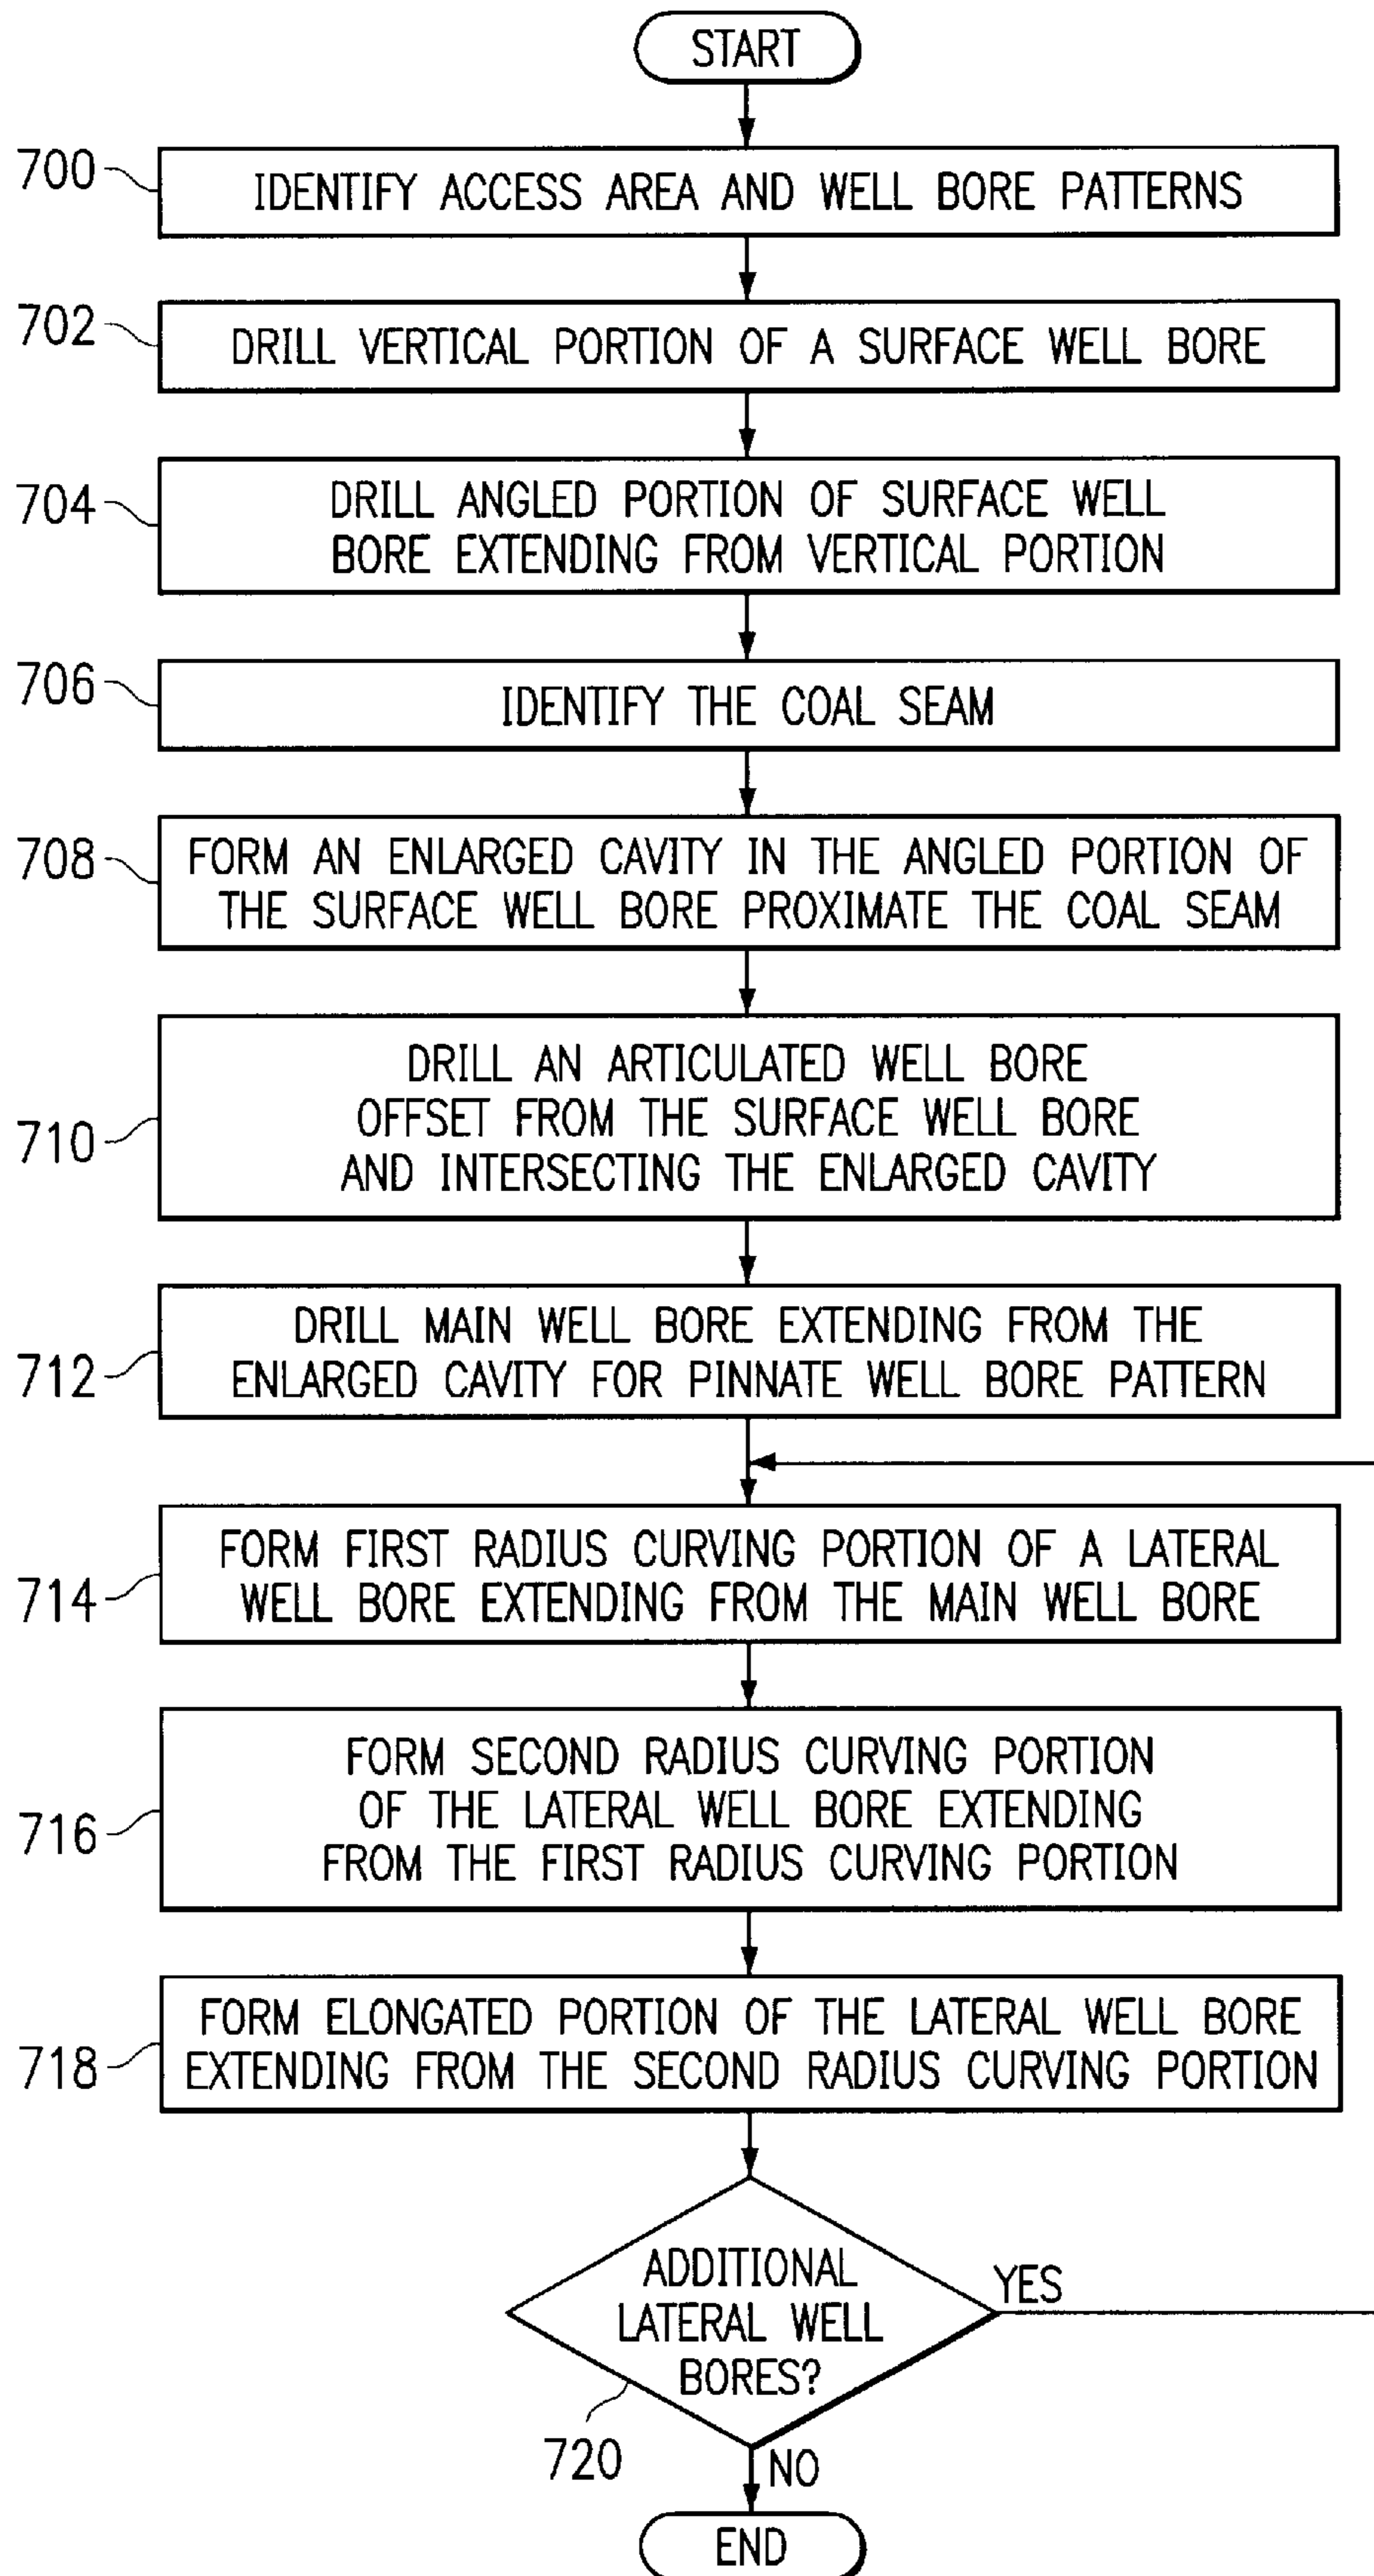 START
700
IDENTIFY ACCESS AREA AND WELL BORE PATTERNS
702
DRILL VERTICAL PORTION OF A SURFACE WELL BORE
704
DRILL ANGLED PORTION OF SURFACE WELL
BORE EXTENDING FROM VERTICAL PORTION
706
IDENTIFY THE COAL SEAM
708
FORM AN ENLARGED CAVITY IN THE ANGLED PORTION OF
THE SURFACE WELL BORE PROXIMATE THE COAL SEAM
710
DRILL AN ARTICULATED WELL BORE
OFFSET FROM THE SURFACE WELL BORE
AND INTERSECTING THE ENLARGED CAVITY
712
DRILL MAIN WELL BORE EXTENDING FROM THE
ENLARGED CAVITY FOR PINNATE WELL BORE PATTERN
714
FORM FIRST RADIUS CURVING PORTION OF A LATERAL
WELL BORE EXTENDING FROM THE MAIN WELL BORE
716
FORM SECOND RADIUS CURVING PORTION
OF THE LATERAL WELL BORE EXTENDING
FROM THE FIRST RADIUS CURVING PORTION
718
FORM ELONGATED PORTION OF THE LATERAL WELL BORE
EXTENDING FROM THE SECOND RADIUS CURVING PORTION
ADDITIONAL
LATERAL WELL
BORES?
YES
720
NO
END